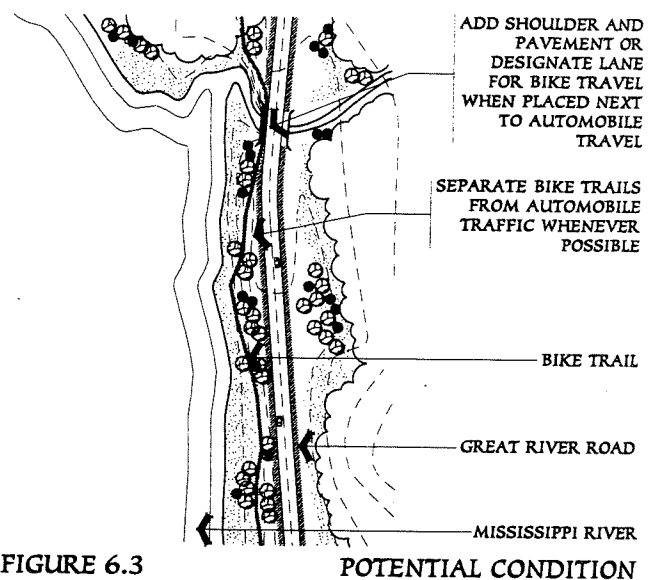 ADD SHOULDER AND
PAVEMENT OR
DESIGNATE LANE
FOR BIKE TRAVEL
WHEN PLACED NEXT
TO AUTOMOBILE
TRAVEL
SEPARATE BIKE TRAILS
FROM AUTOMOBILE
TRAFFIC WHENEVER
POSSIBLE
BIKE TRAIL
GREAT RIVER ROAD
MISSISSIPPI RIVER
FIGURE 6.3 POTENTIAL CONDITION